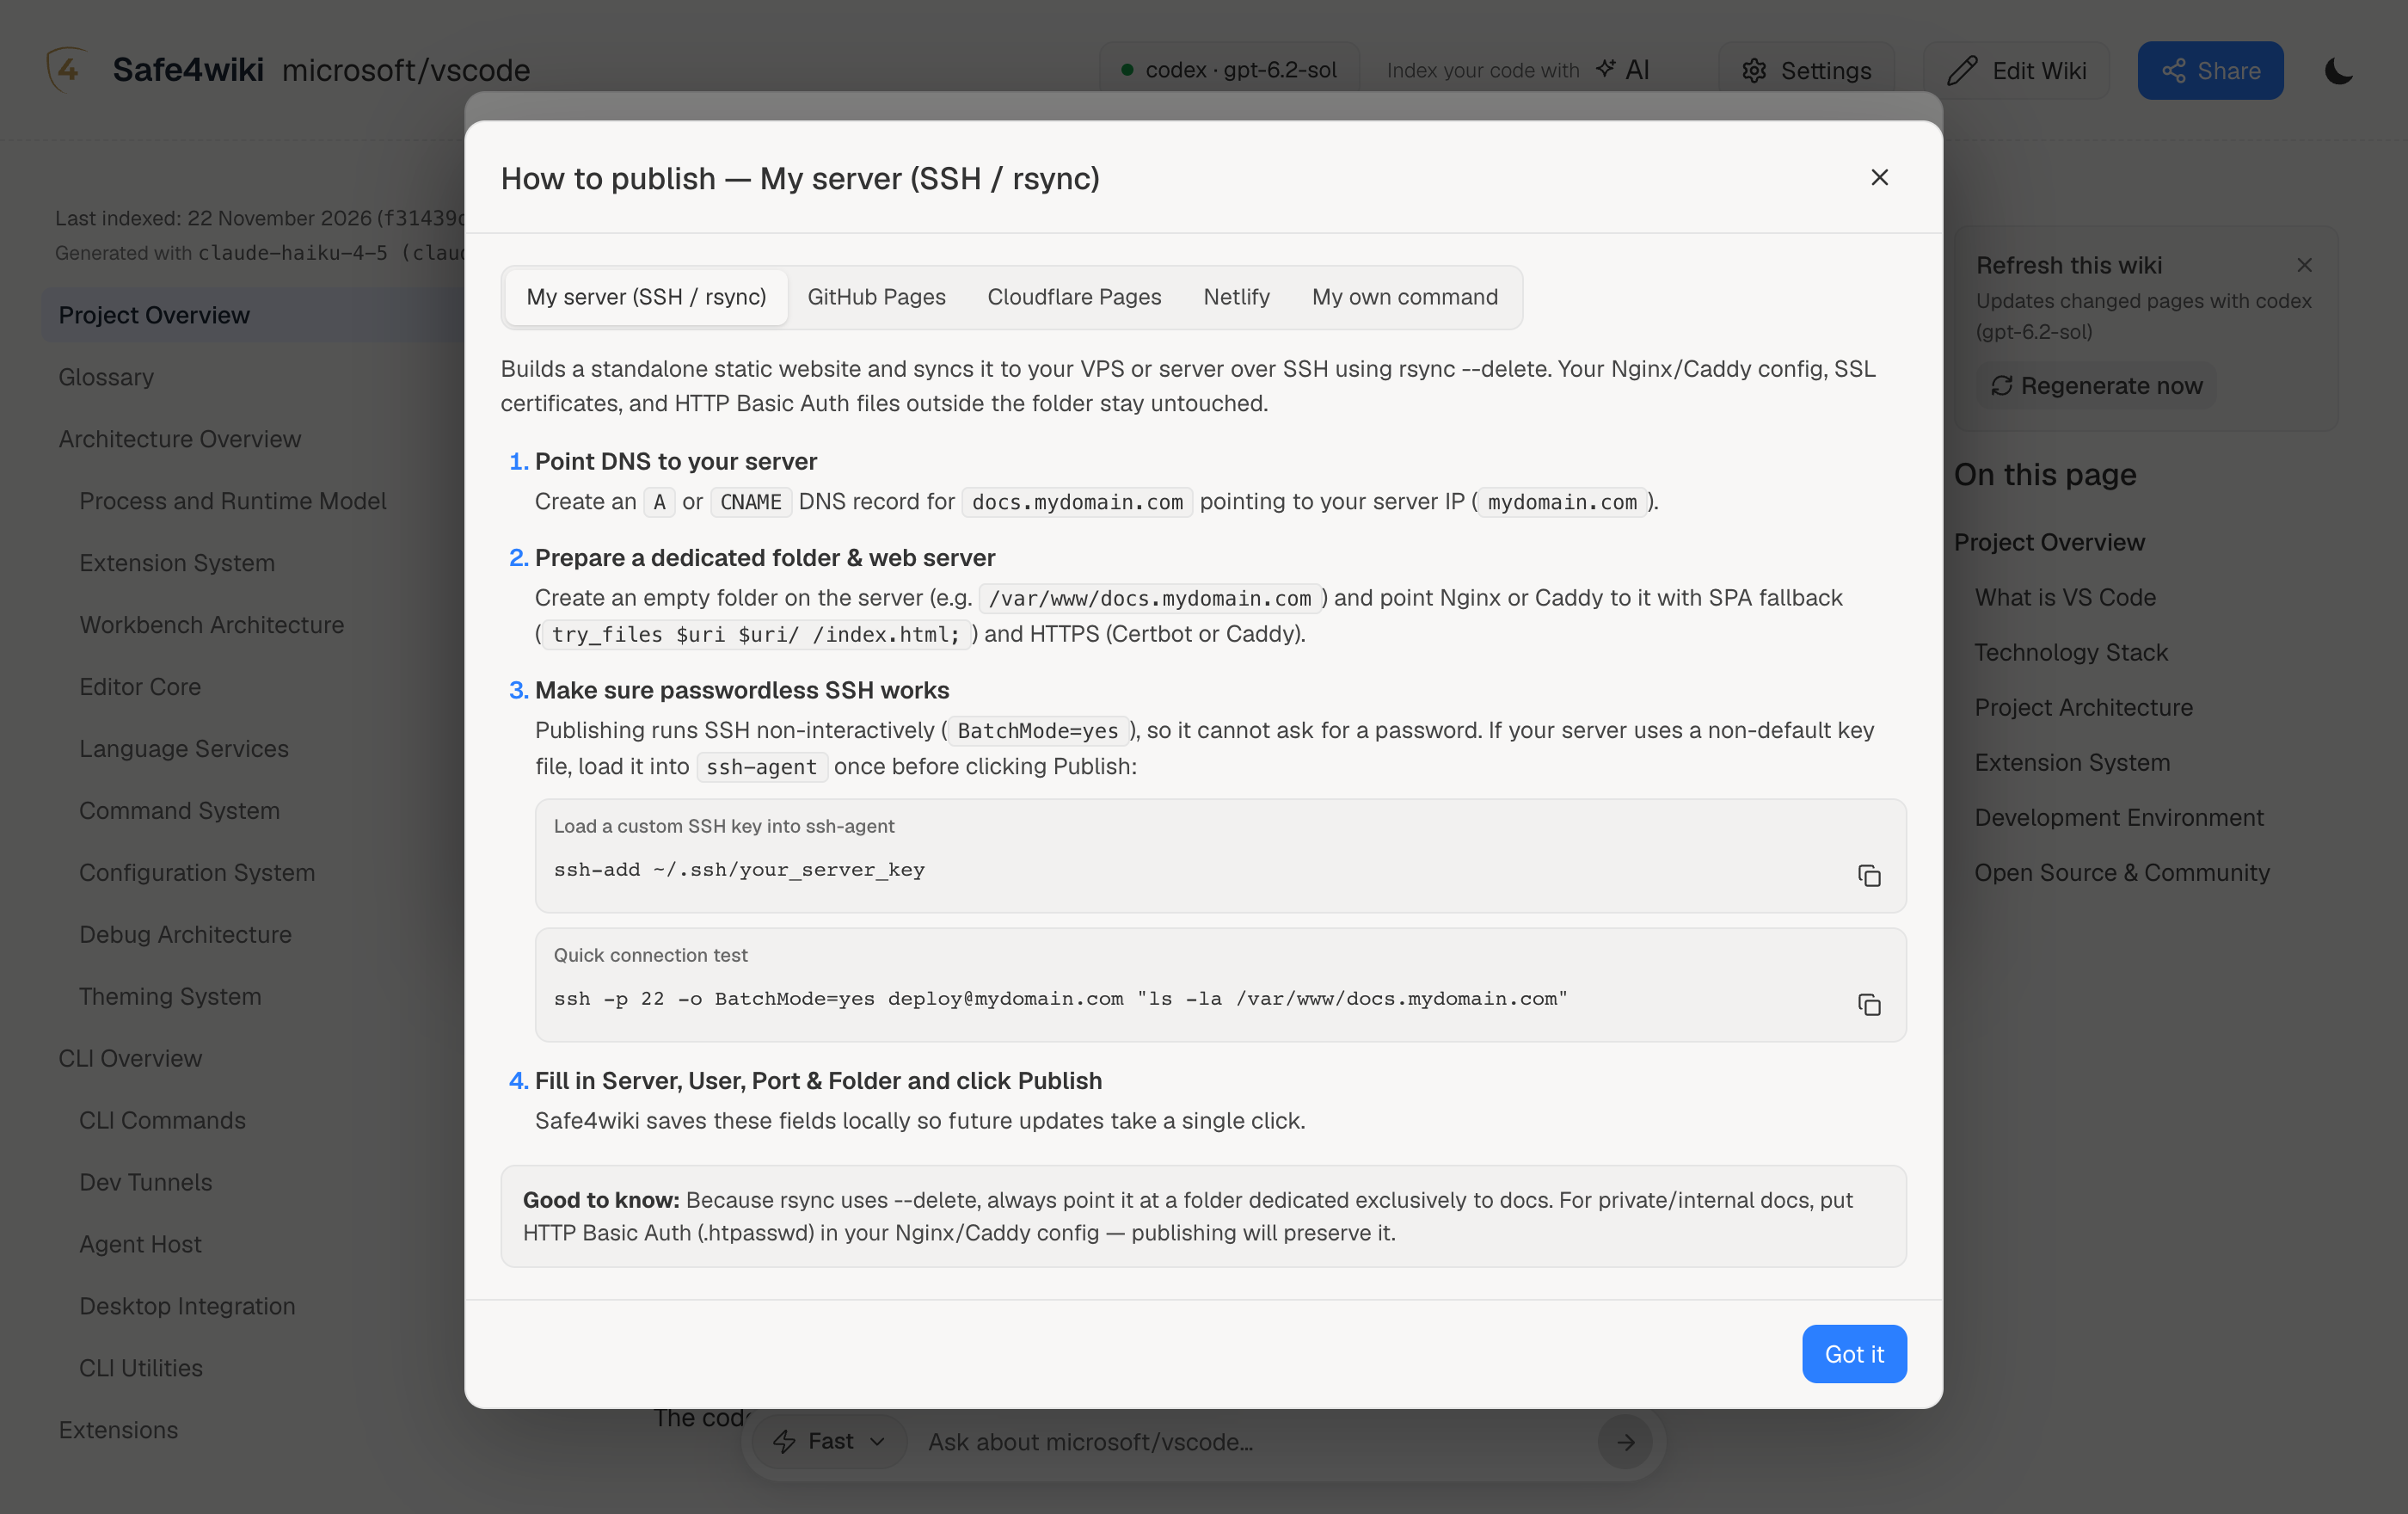 4 Safe4wiki microsoft/vscode
codex · gpt-6.2-sol
Index your code with AI
Settings
Edit Wiki
Share
Last indexed: 22 November 2026 (f31439
Generated with claude-haiku-4-5 (clau
Project Overview
Glossary
Architecture Overview
Process and Runtime Model
Extension System
Workbench Architecture
Editor Core
Language Services
Command System
Configuration System
Debug Architecture
Theming System
CLI Overview
CLI Commands
Dev Tunnels
Agent Host
Desktop Integration
CLI Utilities
Extensions
How to publish — My server (SSH / rsync)
My server (SSH / rsync)
GitHub Pages
Cloudflare Pages
Netlify
My own command
Builds a standalone static website and syncs it to your VPS or server over SSH using rsync --delete. Your Nginx/Caddy config, SSL
certificates, and HTTP Basic Auth files outside the folder stay untouched.
1. Point DNS to your server
Create an A or CNAME DNS record for docs.mydomain.com pointing to your server IP (mydomain.com).
2. Prepare a dedicated folder & web server
Create an empty folder on the server (e.g. /var/www/docs.mydomain.com) and point Nginx or Caddy to it with SPA fallback
(try_files $uri $uri/ /index.html;) and HTTPS (Certbot or Caddy).
3. Make sure passwordless SSH works
Publishing runs SSH non-interactively (BatchMode=yes), so it cannot ask for a password. If your server uses a non-default key
file, load it into ssh-agent once before clicking Publish:
Load a custom SSH key into ssh-agent
ssh-add ~/.ssh/your_server_key
Quick connection test
ssh -p 22 -o BatchMode=yes deploy@mydomain.com "ls -la /var/www/docs.mydomain.com"
4. Fill in Server, User, Port & Folder and click Publish
Safe4wiki saves these fields locally so future updates take a single click.
Good to know: Because rsync uses --delete, always point it at a folder dedicated exclusively to docs. For private/internal docs, put
HTTP Basic Auth (.htpasswd) in your Nginx/Caddy config — publishing will preserve it.
Got it
Refresh this wiki
Updates changed pages with codex
(gpt-6.2-sol)
Regenerate now
On this page
Project Overview
What is VS Code
Technology Stack
Project Architecture
Extension System
Development Environment
Open Source & Community
The code
Fast
Ask about microsoft/vscode...